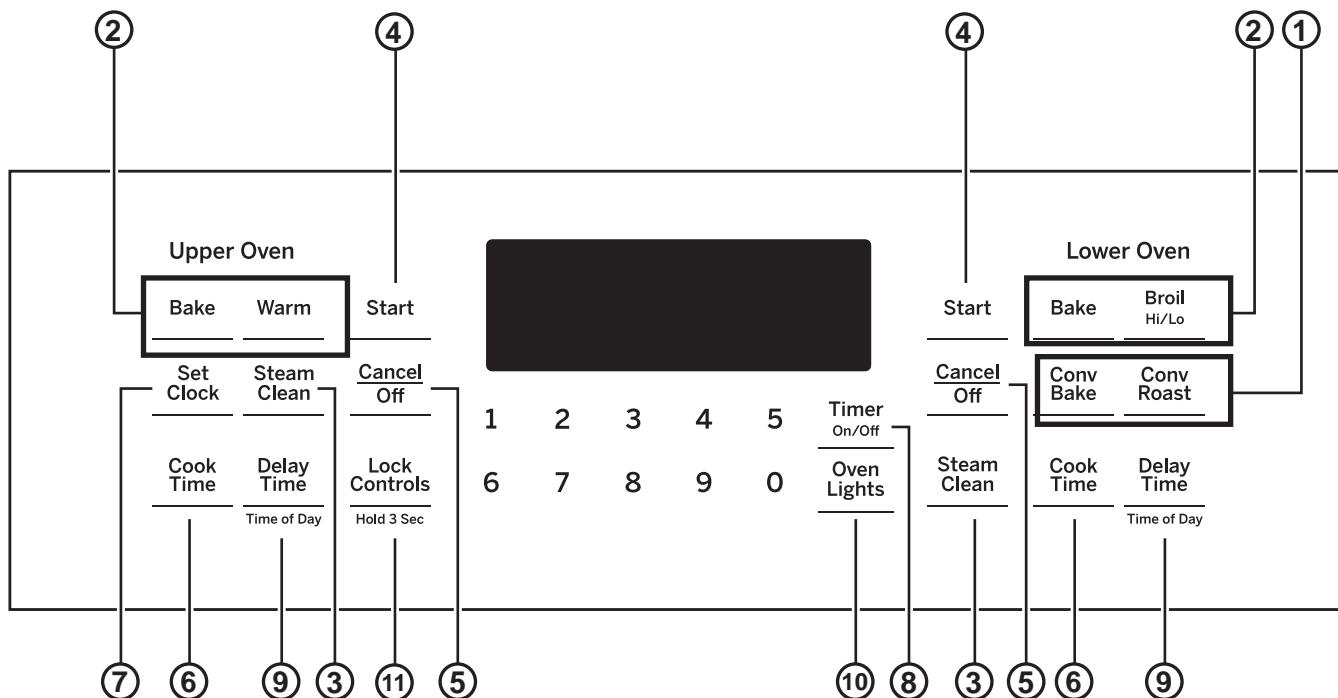 2 4 4 2 1
Upper Oven Lower Oven
2 Bake Warm Start Start Bake Broil 2
Hi/Lo
Set Steam Cancel Cancel Conv Conv
Clock Clean Off Off Bake Roast 1
1 2 3 4 5 Timer
On/Off
Cook Delay Lock Oven Steam Cook Delay
Time Time Controls 6 7 8 9 0 Lights Clean Time Time
Time of Day Hold 3 Sec Time of Day
7 6 9 3 11 5 10 8 3 5 6 9